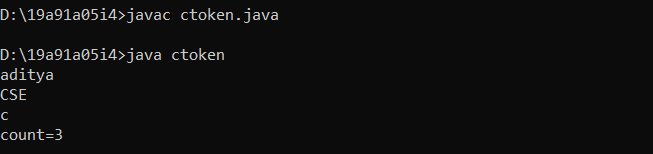 D:\19a91a05i4>javac ctoken.java
D:\19a91a05i4>java ctoken
aditya
CSE
c
count=3